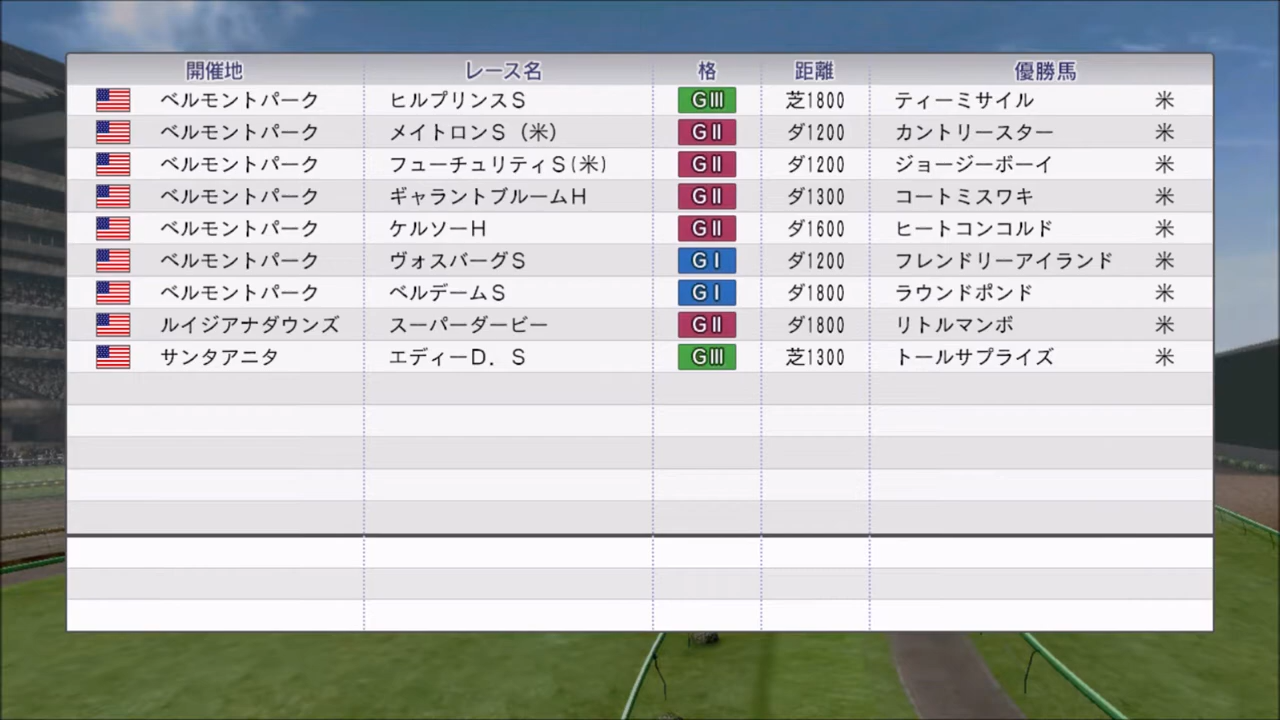 開催地 レース名 格 距離 優勝馬
ベルモントパーク ヒルプリンスS GⅢ 芝1800 ティーミサイル 米
ベルモントパーク メイトロンS（米） GⅡ ダ1200 カントリースター 米
ベルモントパーク フューチュリティS(米) GⅡ ダ1200 ジョージーボーイ 米
ベルモントパーク ギャラントブルームH GⅡ ダ1300 コートミスワキ 米
ベルモントパーク ケルソーH GⅡ ダ1600 ヒートコンコルド 米
ベルモントパーク ヴォスバーグS GⅠ ダ1200 フレンドリーアイランド 米
ベルモントパーク ベルデームS GⅠ ダ1800 ラウンドポンド 米
ルイジアナダウンズ スーパーダービー GⅡ ダ1800 リトルマンボ 米
サンタアニタ エディーD．S GⅢ 芝1300 トールサプライズ 米